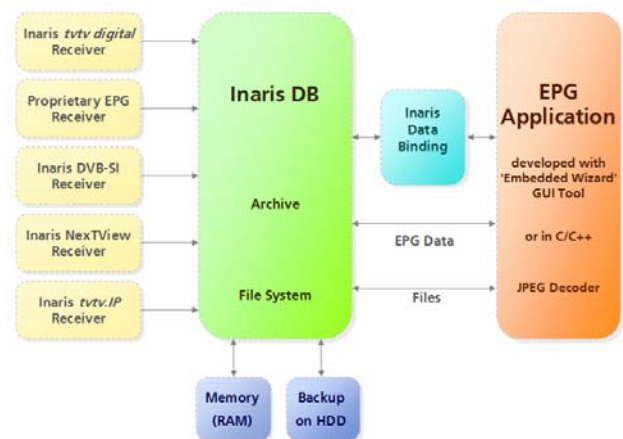 Inaris tvtv digital
Receiver
Proprietary EPG
Receiver
Inaris DVB-SI
Receiver
Inaris NexTView
Receiver
Inaris tvtv.IP
Receiver
Inaris DB
Archive
File System
Memory
(RAM)
Backup
on HDD
Inaris
Data
Binding
EPG Data
Files
EPG
Application
developed with
'Embedded Wizard'
GUI Tool
or in C/C++
JPEG Decoder